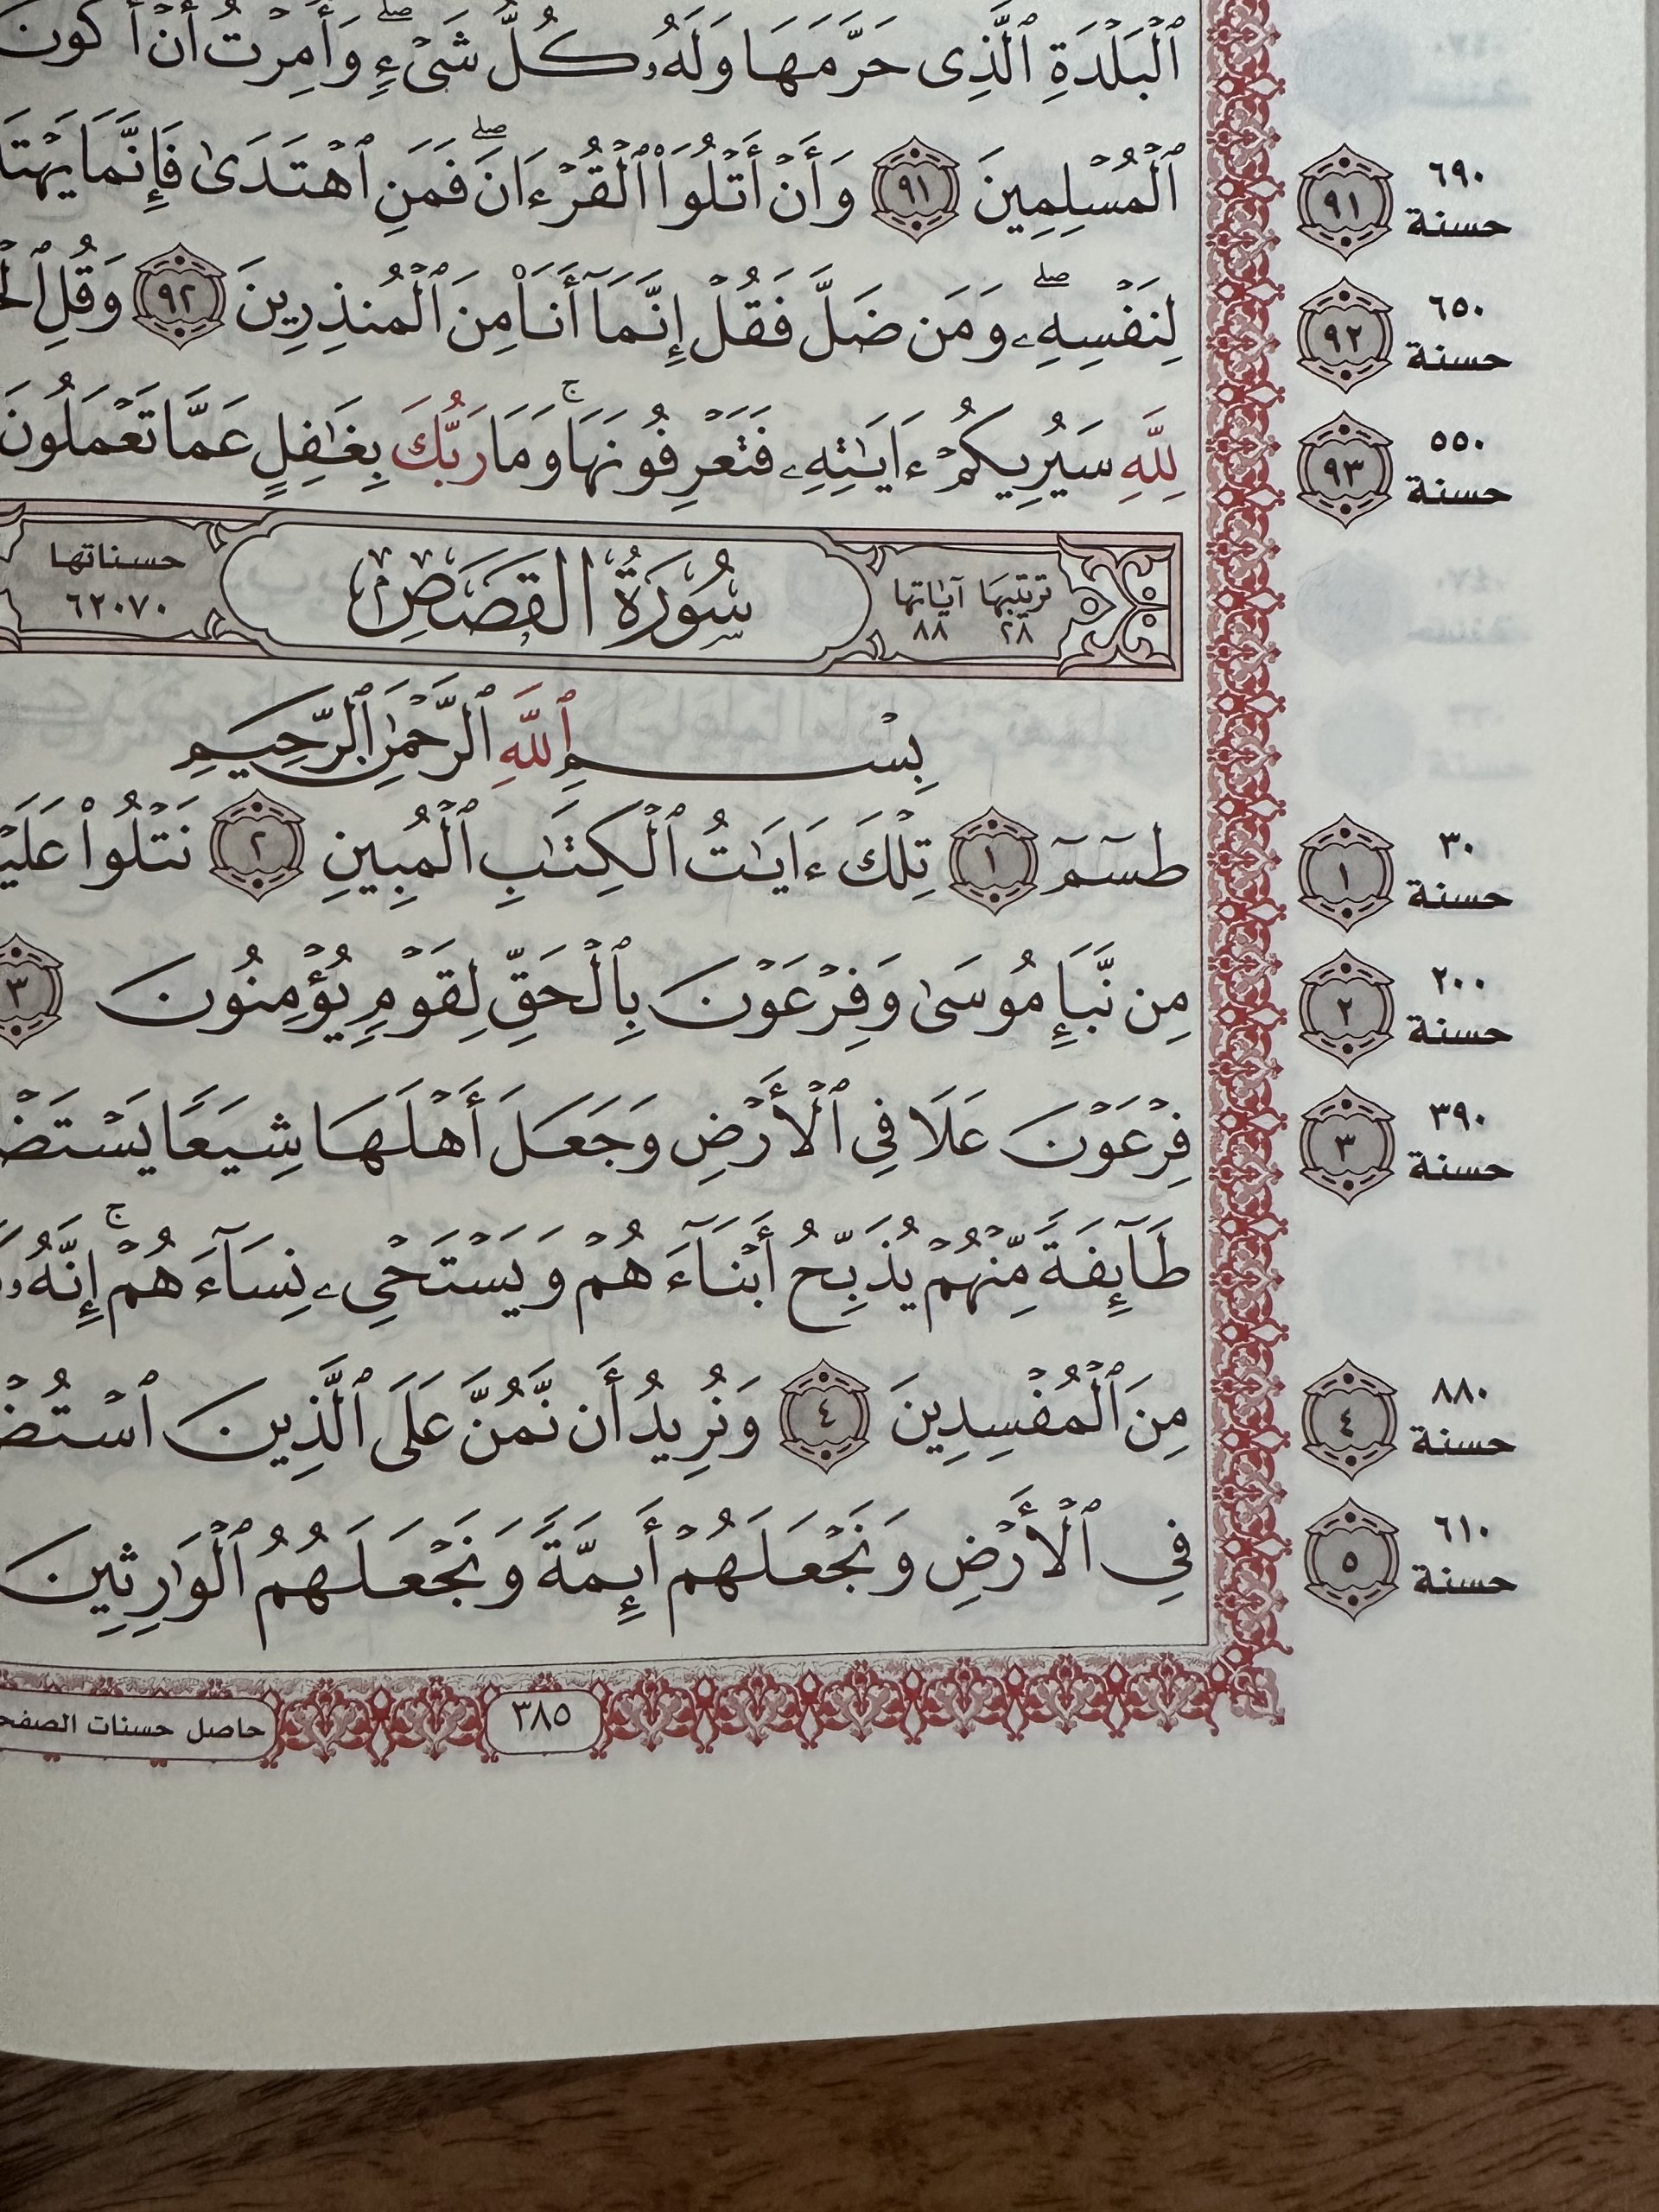 ٱلْبَلْدَةِ ٱلَّذِى حَرَّمَهَا وَلَهُۥ كُلُّ شَىْءٍۖ وَأُمِرْتُ أَنْ أَكُونَ
ٱلْمُسْلِمِينَ ٩١ وَأَنْ أَتْلُوَا۟ ٱلْقُرْءَانَۖ فَمَنِ ٱهْتَدَىٰ فَإِنَّمَا
٩١ ٦٩٠ حسنة
لِنَفْسِهِۦۖ وَمَن ضَلَّ فَقُلْ إِنَّمَآ أَنَا۠ مِنَ ٱلْمُنذِرِينَ ٩٢ وَقُلِ
٩٢ ٦٥٠ حسنة
لِلَّهِ سَيُرِيكُمْ ءَايَـٰتِهِۦ فَتَعْرِفُونَهَاۚ وَمَا رَبُّكَ بِغَـٰفِلٍ عَمَّا تَعْمَلُونَ
٩٣ ٥٥٠ حسنة
ترتيبها ٢٨ آياتها ٨٨ سُورَةُ القَصَصِ حسناتها ٦٢٠٧٠
بِسْمِ ٱللَّهِ ٱلرَّحْمَـٰنِ ٱلرَّحِيمِ
طسٓمٓ ١ تِلْكَ ءَايَـٰتُ ٱلْكِتَـٰبِ ٱلْمُبِينِ ٢ نَتْلُوا۟
١ ٣٠ حسنة
مِن نَّبَإِ مُوسَىٰ وَفِرْعَوْنَ بِٱلْحَقِّ لِقَوْمٍ يُؤْمِنُونَ ٣
٢ ٢٠٠ حسنة
فِرْعَوْنَ عَلَا فِى ٱلْأَرْضِ وَجَعَلَ أَهْلَهَا شِيَعًا
٣ ٣٩٠ حسنة
طَآئِفَةً مِّنْهُمْ يُذَبِّحُ أَبْنَآءَهُمْ وَيَسْتَحْىِۦ نِسَآءَهُمْۚ إِنَّهُۥ
مِنَ ٱلْمُفْسِدِينَ ٤ وَنُرِيدُ أَن نَّمُنَّ عَلَى ٱلَّذِينَ
٤ ٨٨٠ حسنة
فِى ٱلْأَرْضِ وَنَجْعَلَهُمْ أَئِمَّةً وَنَجْعَلَهُمُ ٱلْوَٰرِثِينَ
٥ ٦١٠ حسنة
٣٨٥ حاصل حسنات